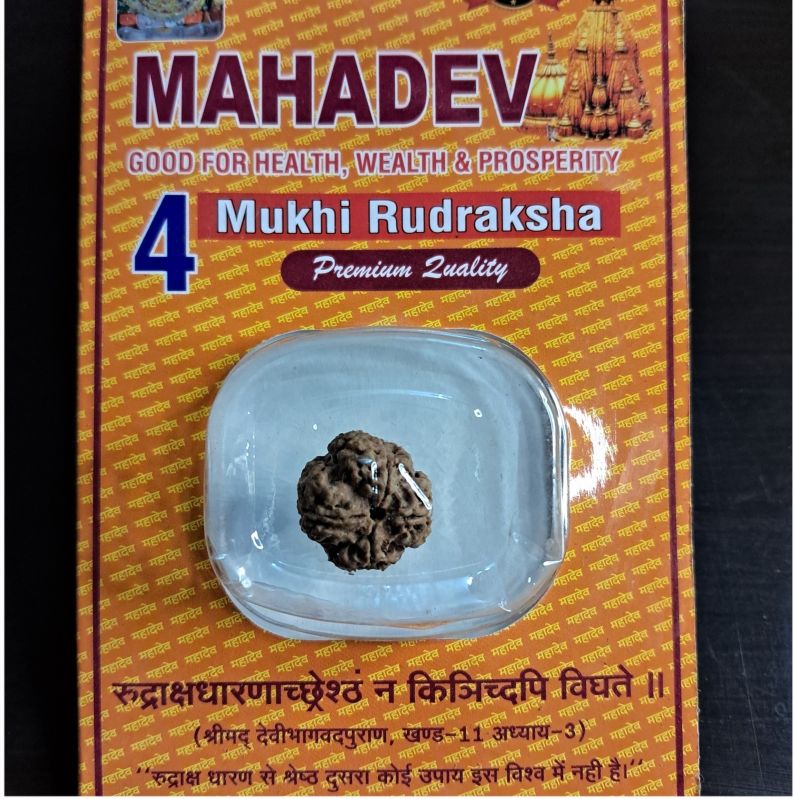 MAHADEV
GOOD FOR HEALTH, WEALTH & PROSPERITY
4 Mukhi Rudraksha
Premium Quality
रुद्राक्षधारणाच्छ्रेश्ठं न किञ्चिदपि विघते ॥
(श्रीमद् देवीभागवदपुराण, खण्ड-11 अध्याय-3)
“रुद्राक्ष धारण से श्रेष्ठ दुसरा कोई उपाय इस विश्व में नही है।“